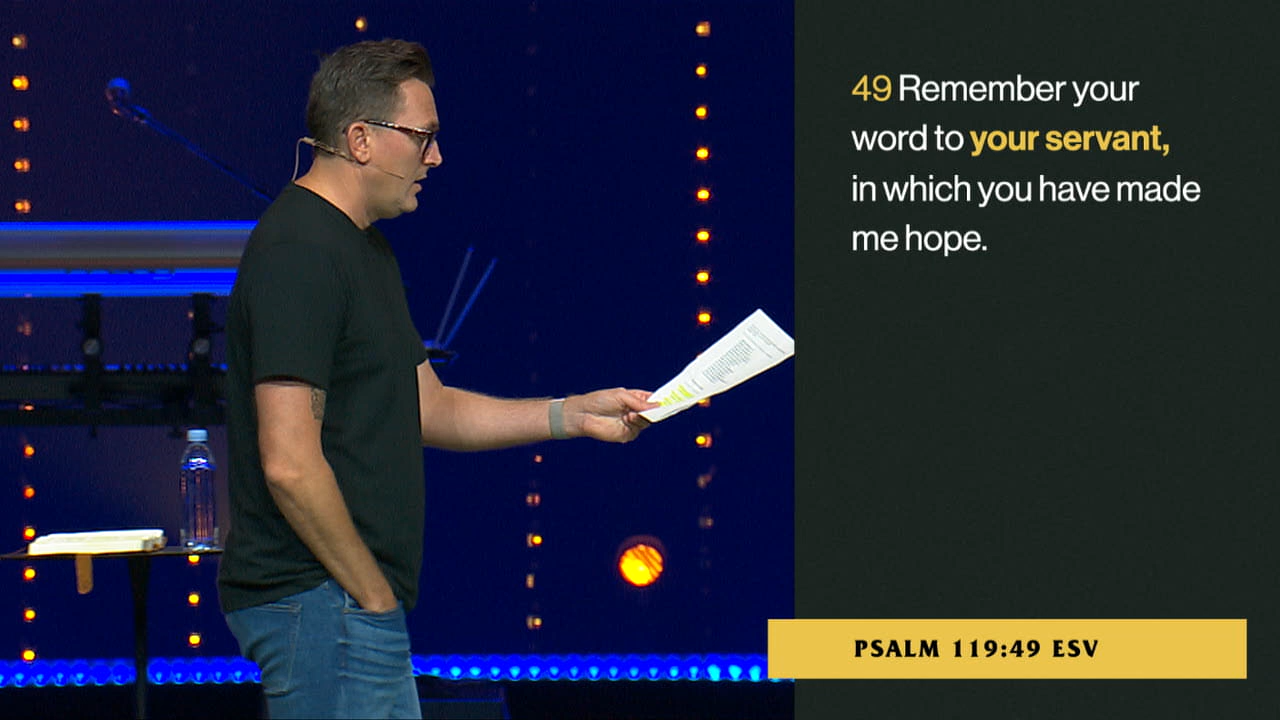 49 Remember your
word to your servant,
in which you have made
me hope.
PSALM 119:49 ESV